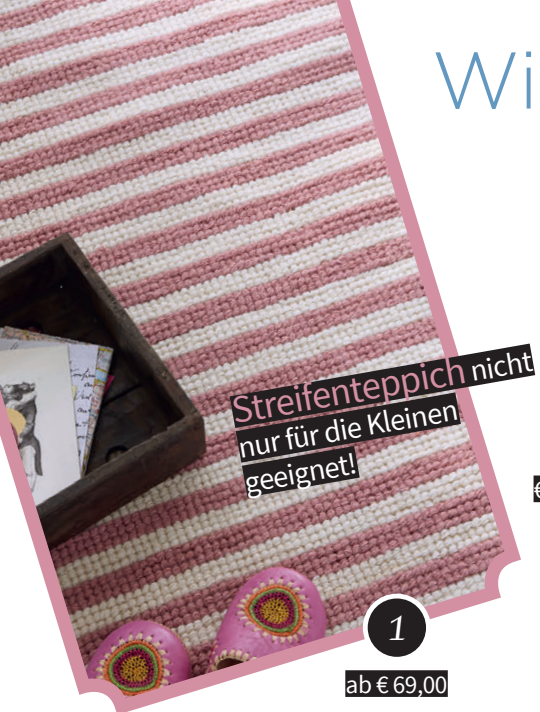 Wi
Streifenteppich nicht
nur für die Kleinen
geeignet!
€
1
ab € 69,00